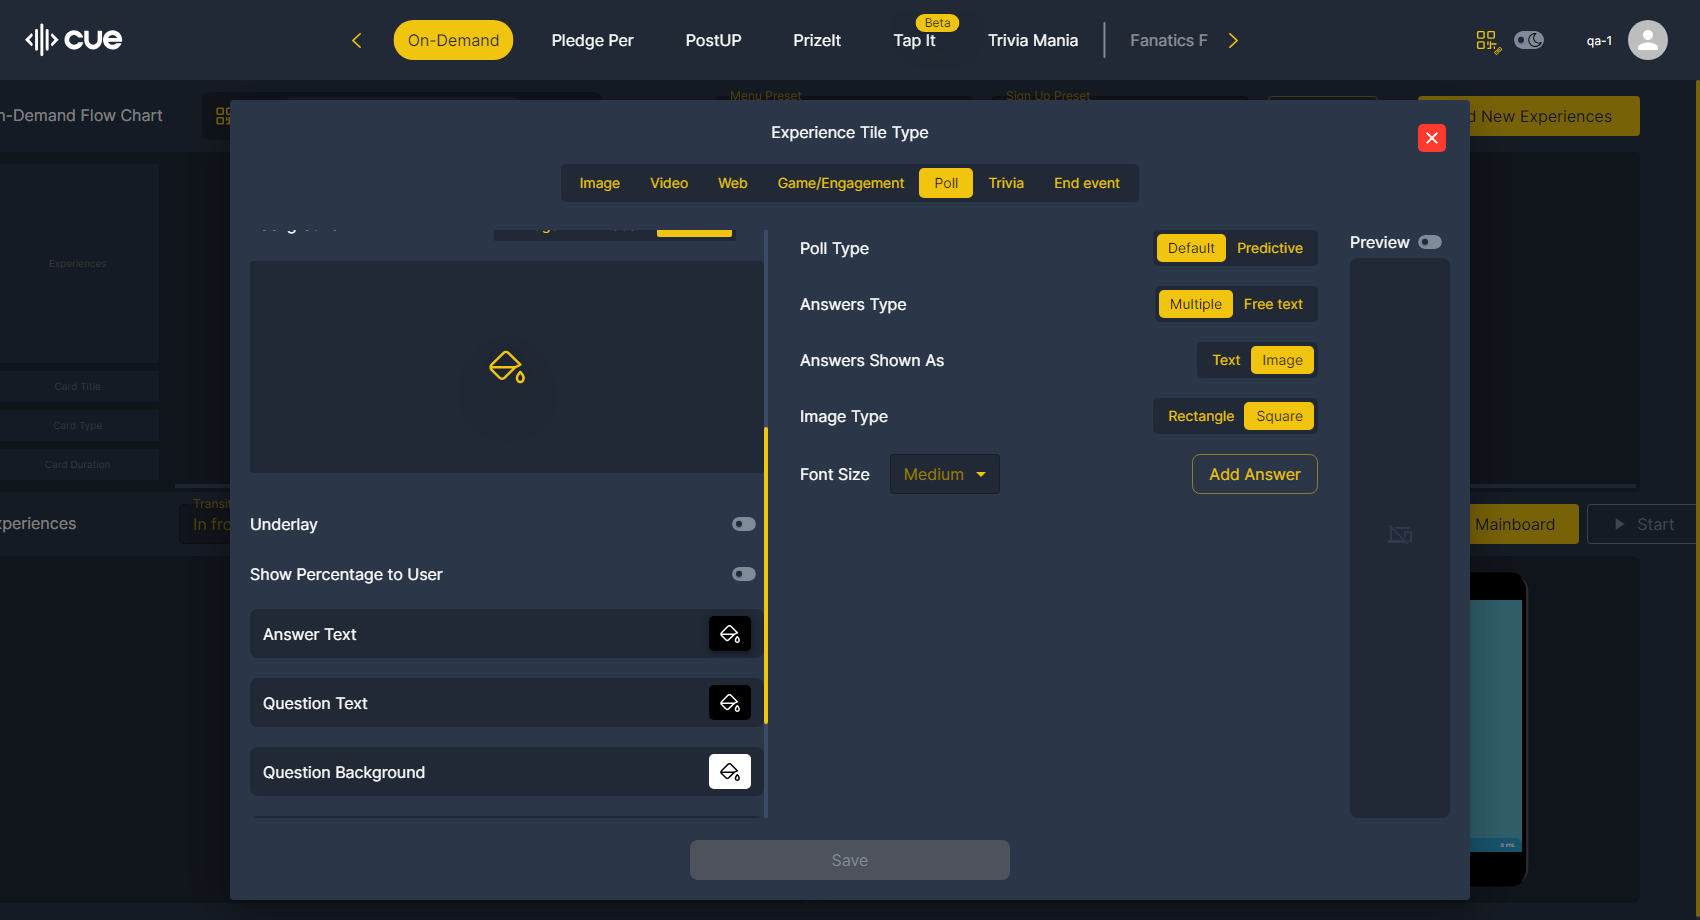 cue
On-Demand
Pledge Per
PostUP
PrizeIt
Beta
Tap It
Trivia Mania
Fanatics F
qa-1
n-Demand Flow Chart
Menu Preset
Sign Up Preset
d New Experiences
Experience Tile Type
Image
Video
Web
Game/Engagement
Poll
Trivia
End event
Experiences
Card Title
Card Type
Card Duration
Transit
In fro
xperiences
Underlay
Show Percentage to User
Answer Text
Question Text
Question Background
Poll Type
Default
Predictive
Answers Type
Multiple
Free text
Answers Shown As
Text
Image
Image Type
Rectangle
Square
Font Size
Medium
Add Answer
Preview
Mainboard
Start
Save